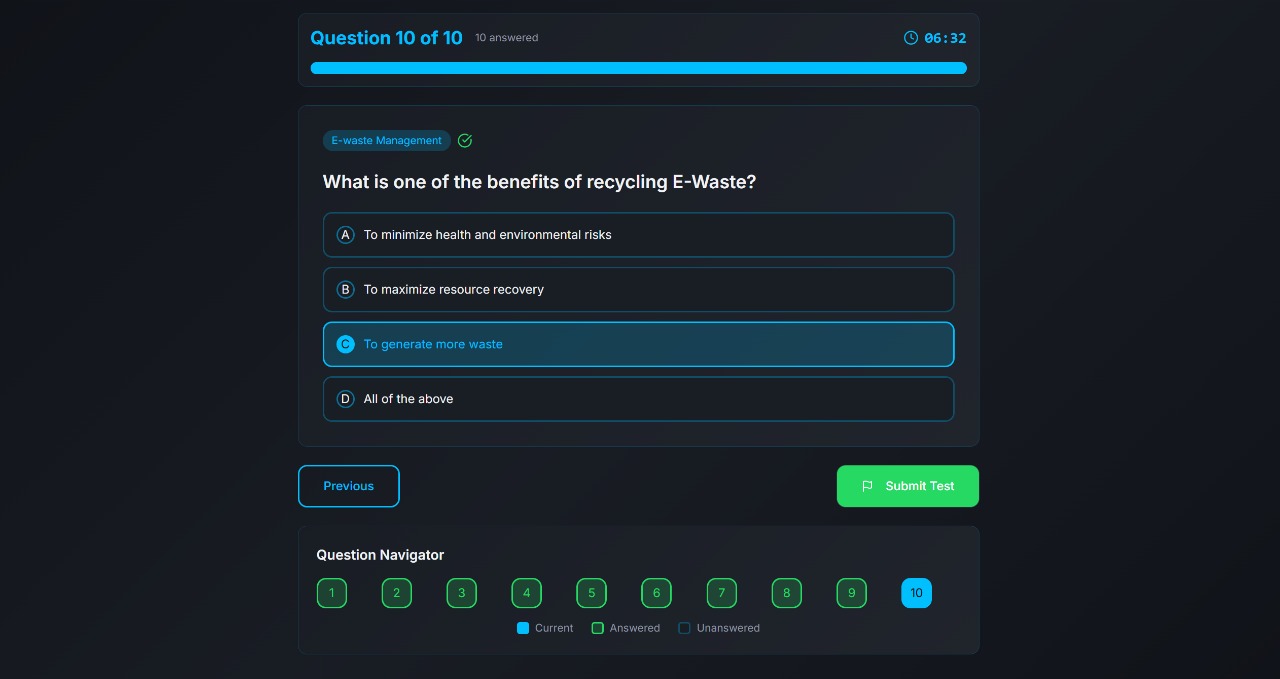 Question 10 of 10 10 answered 06:32
E-waste Management
What is one of the benefits of recycling E-Waste?
A To minimize health and environmental risks
B To maximize resource recovery
C To generate more waste
D All of the above
Previous Submit Test
Question Navigator
1 2 3 4 5 6 7 8 9 10
Current Answered Unanswered